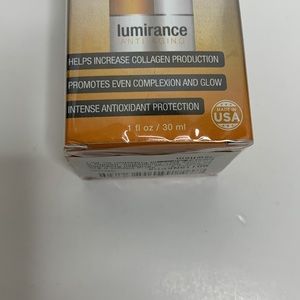 lumirance
ANTI-AGING
HELPS INCREASE COLLAGEN PRODUCTION
PROMOTES EVEN COMPLEXION AND GLOW
INTENSE ANTIOXIDANT PROTECTION
MADE IN
USA
1 fl oz / 30 ml